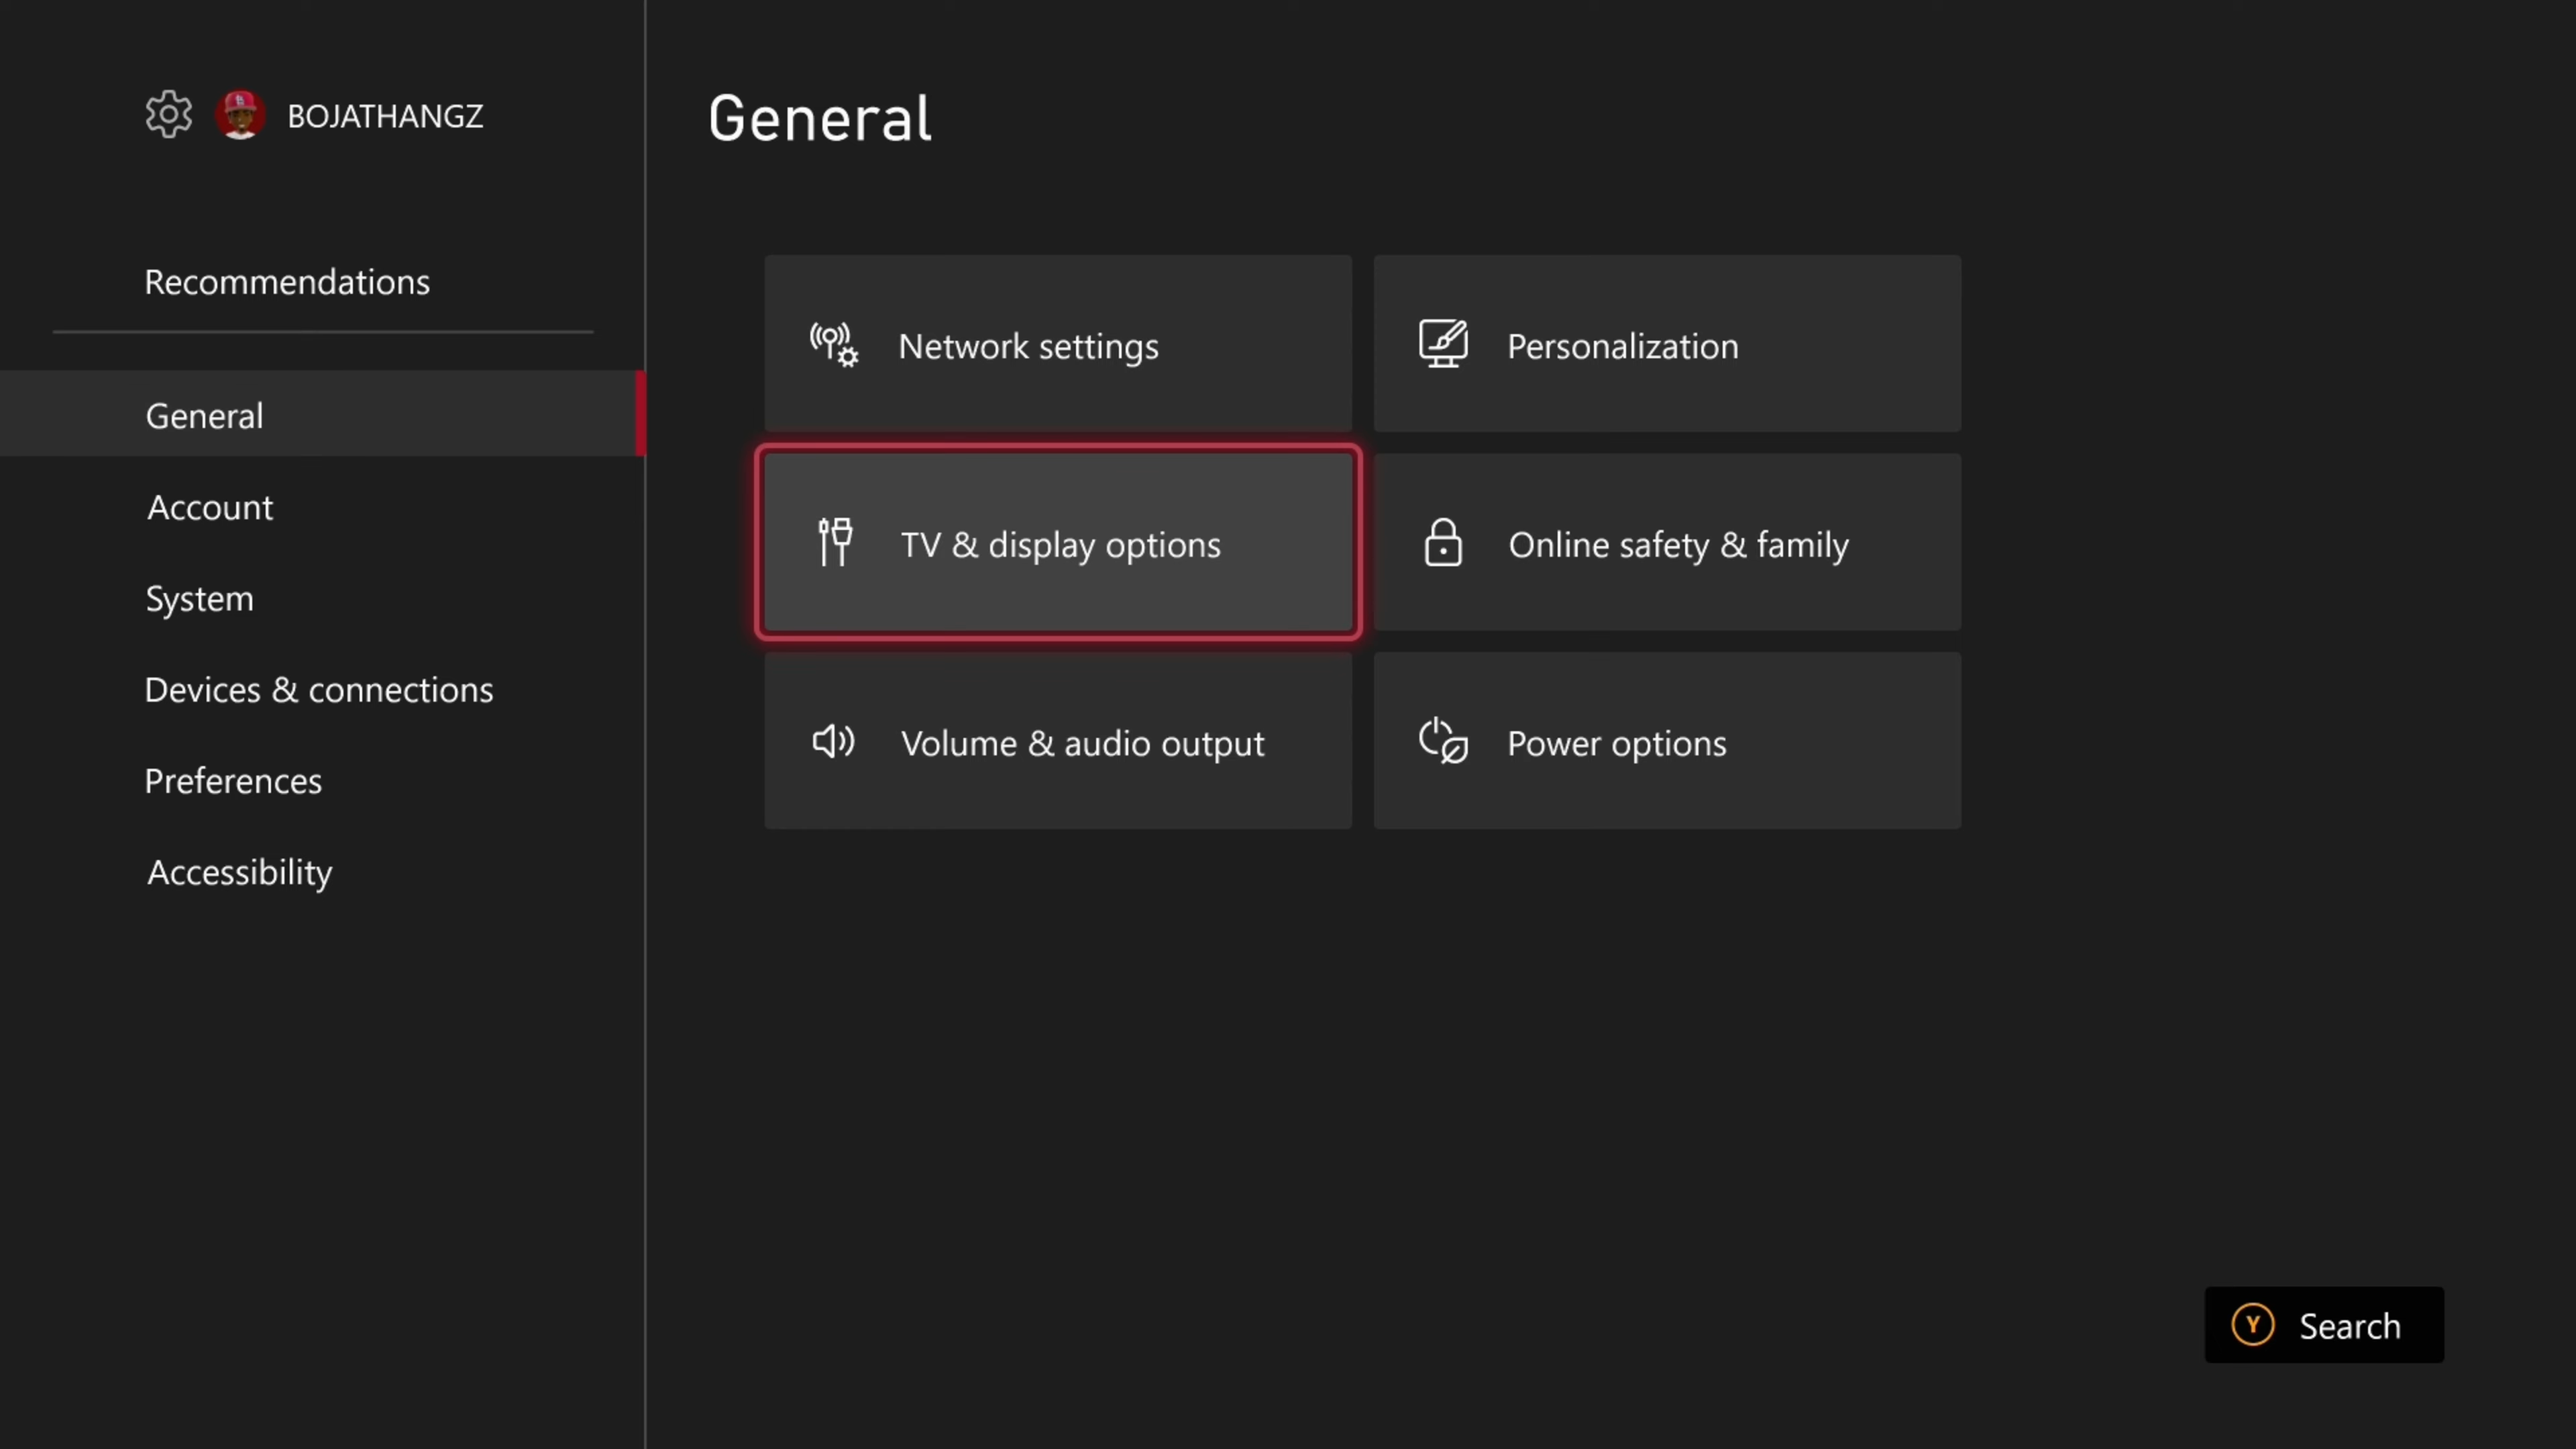 BOJATHANGZ
Recommendations
General
Account
System
Devices & connections
Preferences
Accessibility
General
Network settings
Personalization
TV & display options
Online safety & family
Volume & audio output
Power options
Y Search